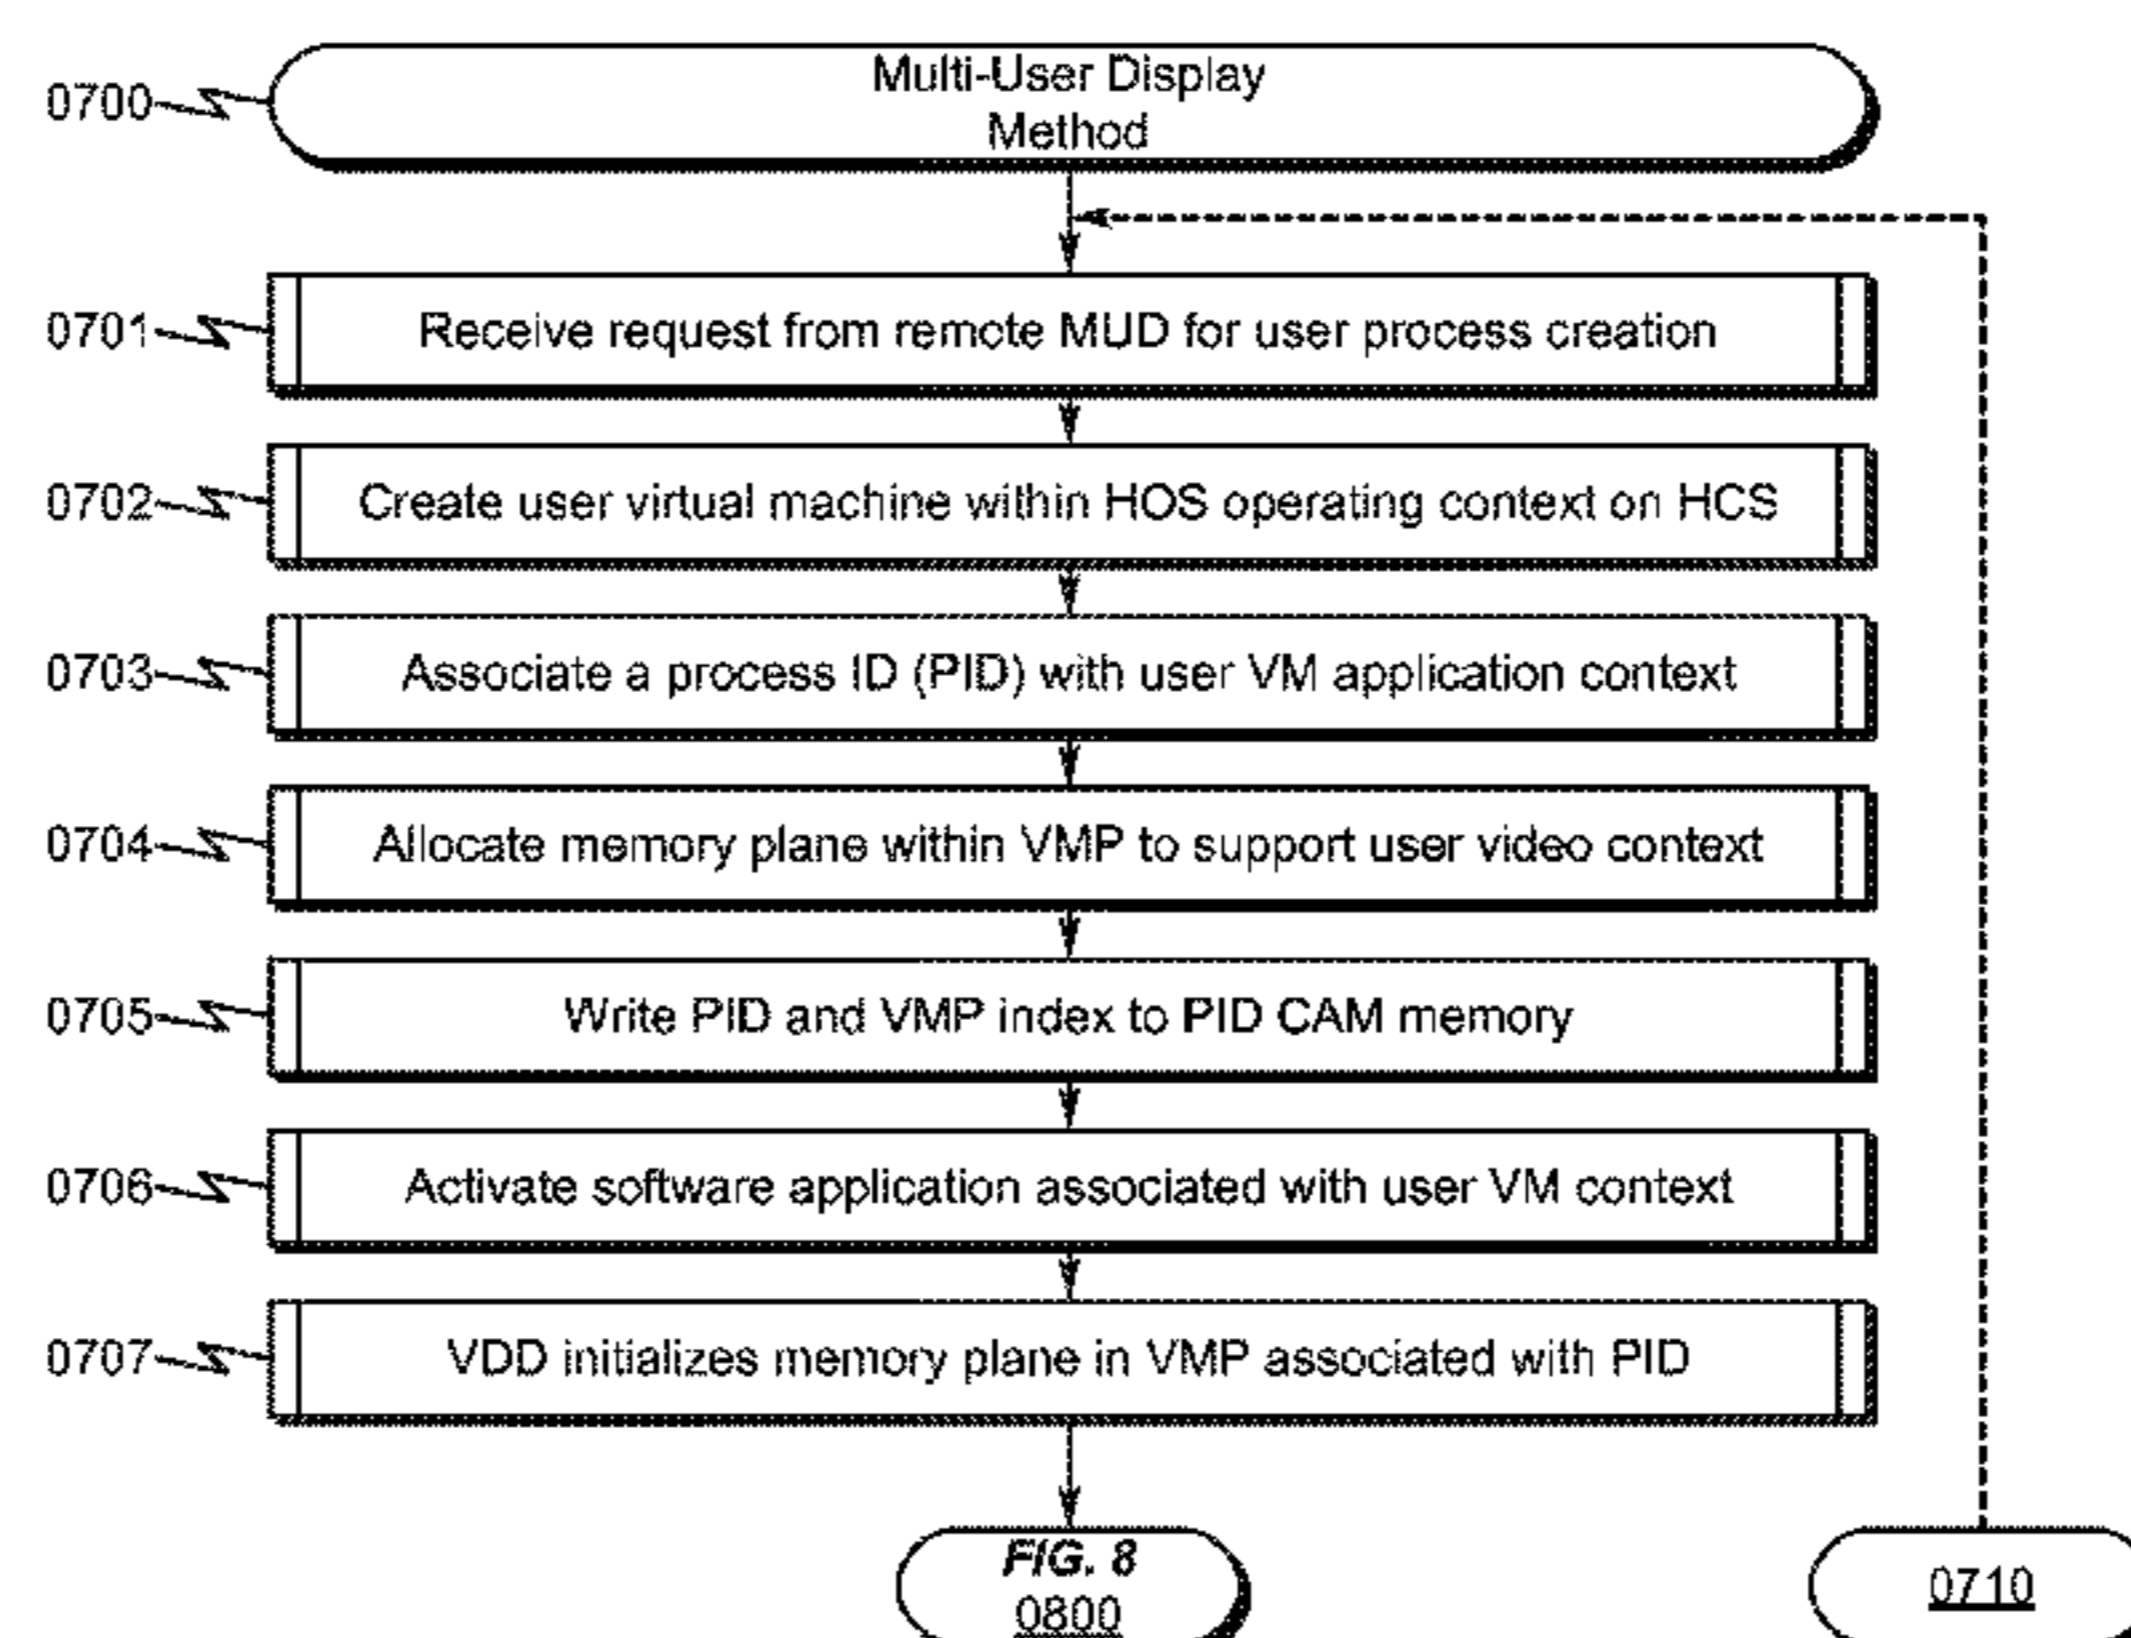 Multi-User Display
Method
0700
0701
Receive request from remote MUD for user process creation
0702
Create user virtual machine within HOS operating context on HCS
0703
Associate a process ID (PID) with user VM application context
0704
Allocate memory plane within VMP to support user video context
0705
Write PID and VMP index to PID CAM memory
0706
Activate software application associated with user VM context
0707
VDD initializes memory plane in VMP associated with PID
FIG. 8
0800
0710